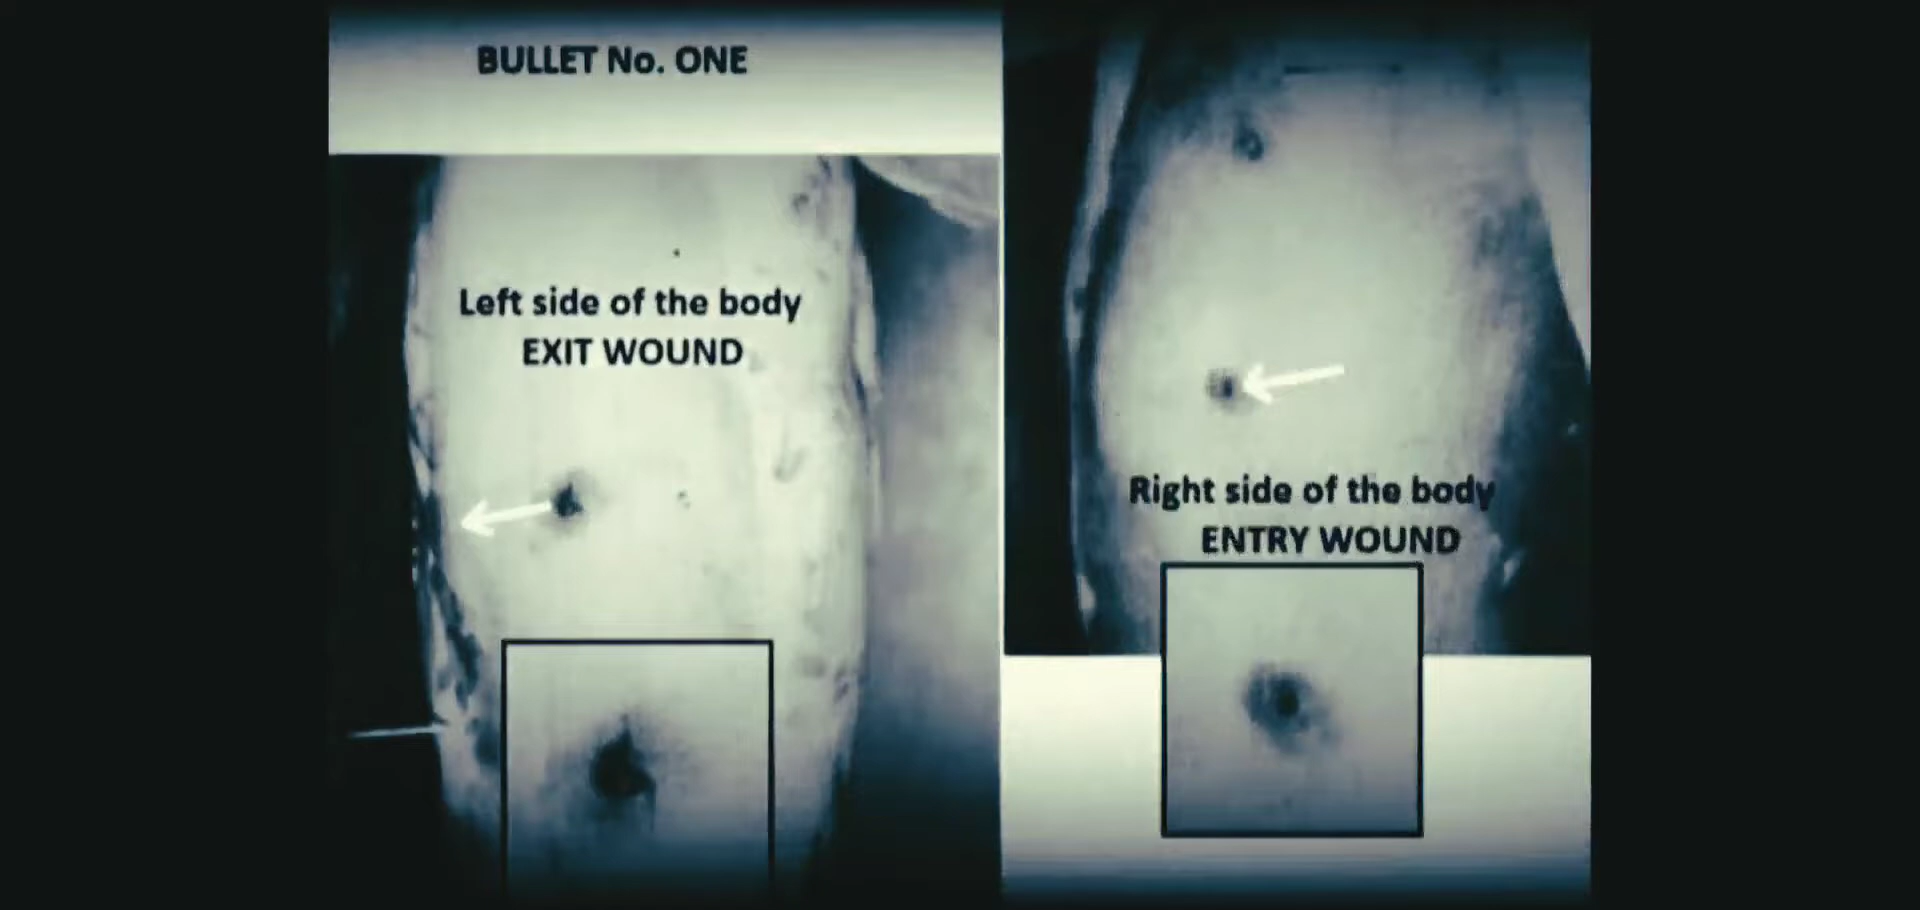 BULLET No. ONE
Left side of the body
EXIT WOUND
Right side of the body
ENTRY WOUND